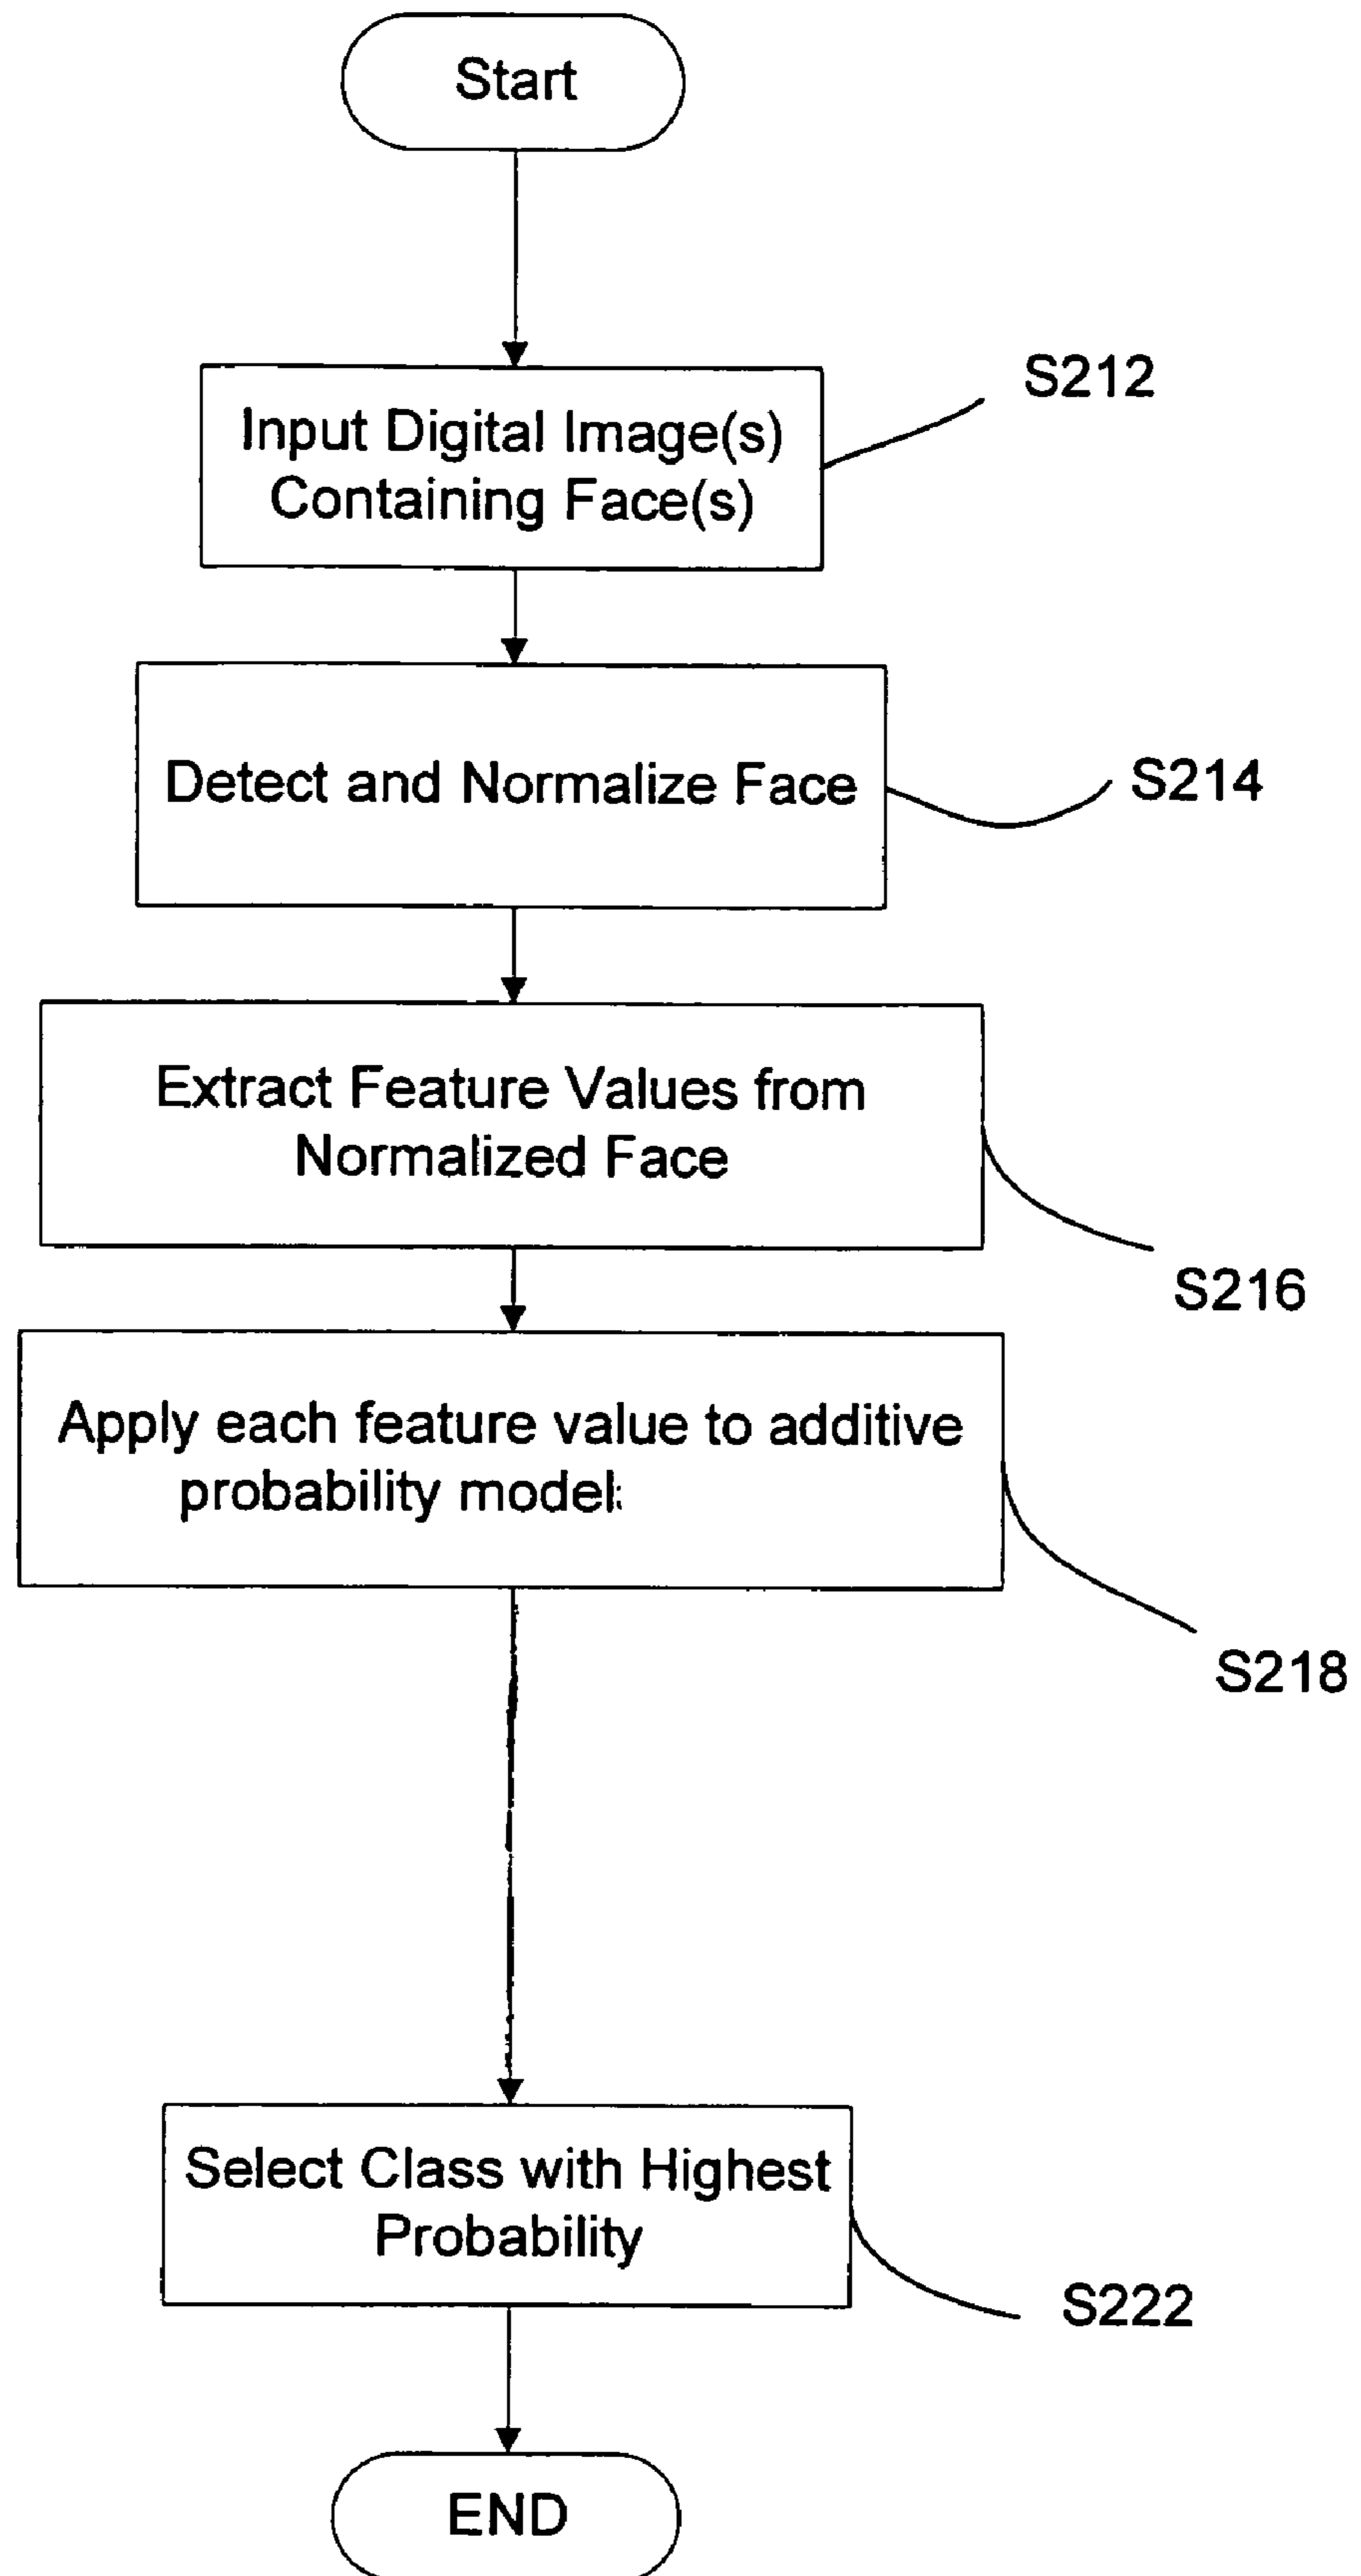 Start
Input Digital Image(s)
Containing Face(s)
S212
Detect and Normalize Face
S214
Extract Feature Values from
Normalized Face
S216
Apply each feature value to additive
probability model
S218
Select Class with Highest
Probability
S222
END